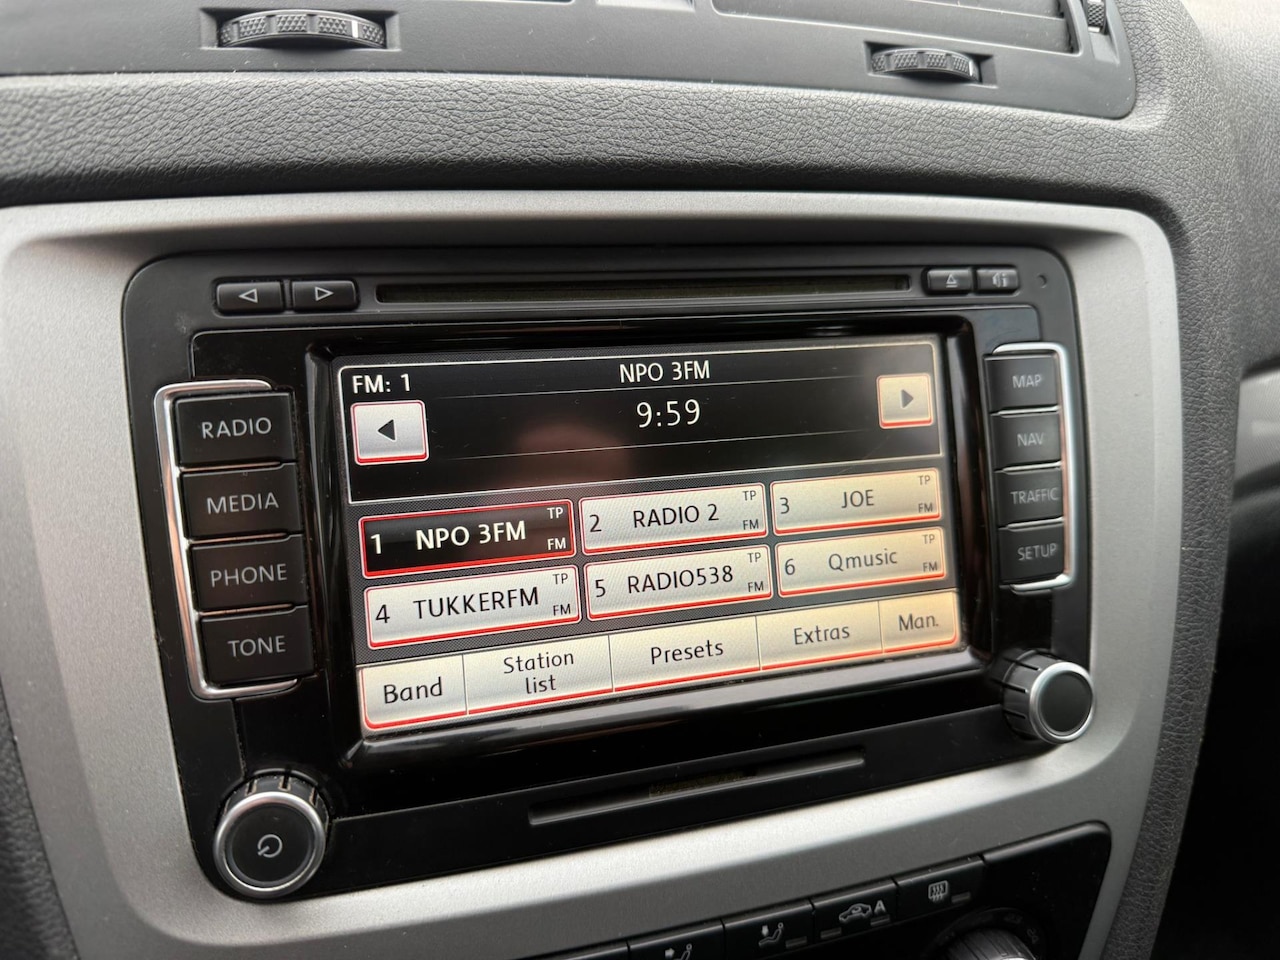 FM: 1
NPO 3FM
9:59
RADIO
MEDIA
PHONE
TONE
MAP
NAV
TRAFFIC
SETUP
1 NPO 3FM TP FM
2 RADIO 2 TP FM
3 JOE TP FM
4 TUKKERFM TP FM
5 RADIO538 TP FM
6 Qmusic TP FM
Band
Station
list
Presets
Extras
Man.
A